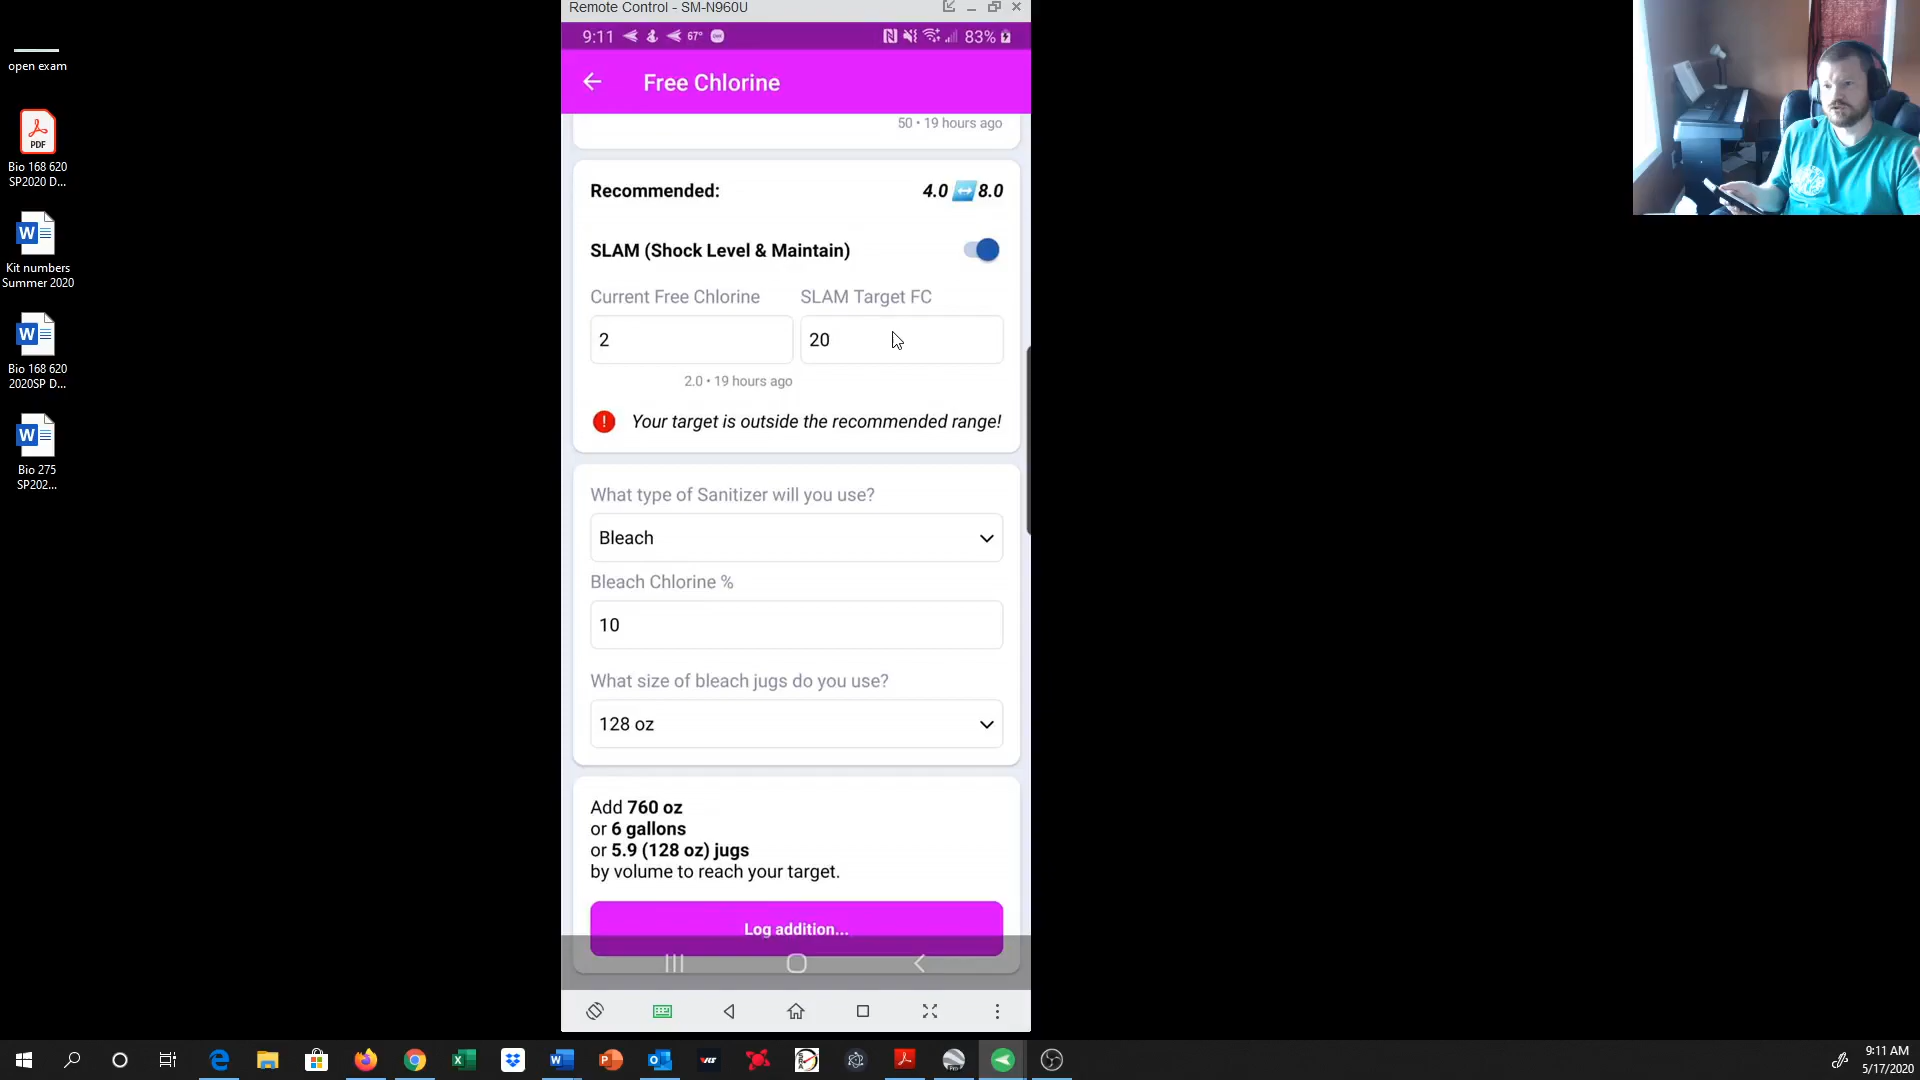 Remote Control - SM-N960U
9:11
67°
83%
Free Chlorine
50 • 19 hours ago
Recommended:
4.0 ↔ 8.0
SLAM (Shock Level & Maintain)
Current Free Chlorine
SLAM Target FC
2
20
2.0 • 19 hours ago
Your target is outside the recommended range!
What type of Sanitizer will you use?
Bleach
Bleach Chlorine %
10
What size of bleach jugs do you use?
128 oz
Add 760 oz
or 6 gallons
or 5.9 (128 oz) jugs
by volume to reach your target.
Log addition...
open exam
PDF
Bio 168 620
SP2020 D...
Kit numbers
Summer 2020
Bio 168 620
2020SP D...
Bio 275
SP202...
9:11 AM
5/17/2020